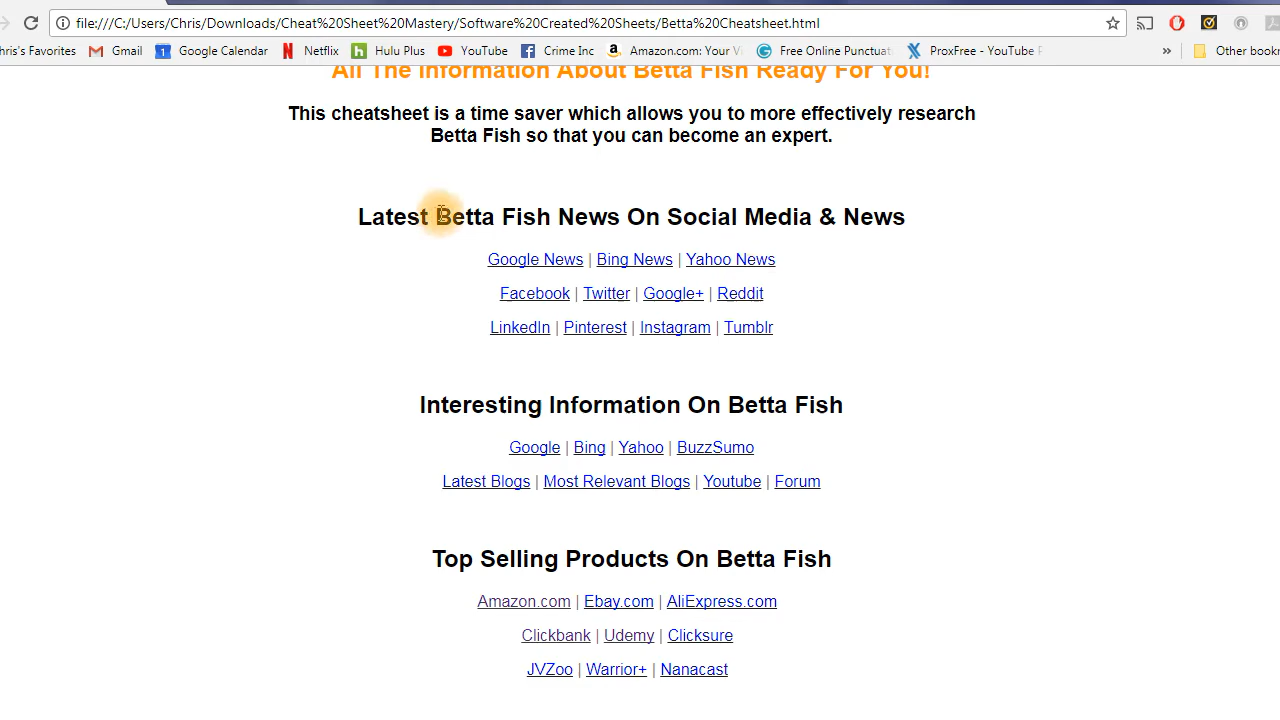 file:///C:/Users/Chris/Downloads/Cheat%20Sheet%20Mastery/Software%20Created%20Sheets/Betta%20Cheatsheet.html
hris's Favorites Gmail Google Calendar Netflix Hulu Plus YouTube Crime Inc Amazon.com: Your Free Online Punctuat ProxFree - YouTube » Other bookm
All The Information About Betta Fish Ready For You!
This cheatsheet is a time saver which allows you to more effectively research
Betta Fish so that you can become an expert.
Latest Betta Fish News On Social Media & News
Google News | Bing News | Yahoo News
Facebook | Twitter | Google+ | Reddit
LinkedIn | Pinterest | Instagram | Tumblr
Interesting Information On Betta Fish
Google | Bing | Yahoo | BuzzSumo
Latest Blogs | Most Relevant Blogs | Youtube | Forum
Top Selling Products On Betta Fish
Amazon.com | Ebay.com | AliExpress.com
Clickbank | Udemy | Clicksure
JVZoo | Warrior+ | Nanacast